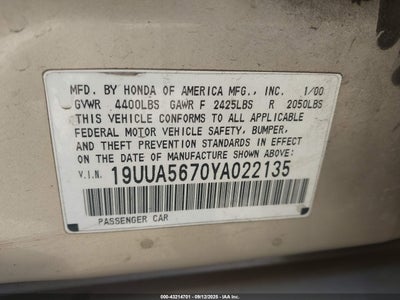 MFD. BY HONDA OF AMERICA MFG., INC. 1/00
GVWR 4400LBS GAWR F 2425LBS R 2050LBS
THIS VEHICLE CONFORMS TO ALL APPLICABLE
FEDERAL MOTOR VEHICLE SAFETY, BUMPER,
AND THEFT PREVENTION STANDARDS IN EFFECT
ON THE DATE OF MANUFACTURE SHOWN ABOVE.
V.I.N. 19UUA5670YA022135
PASSENGER CAR
IAA: 43214701 - 09/12/2025 - IAA Inc.